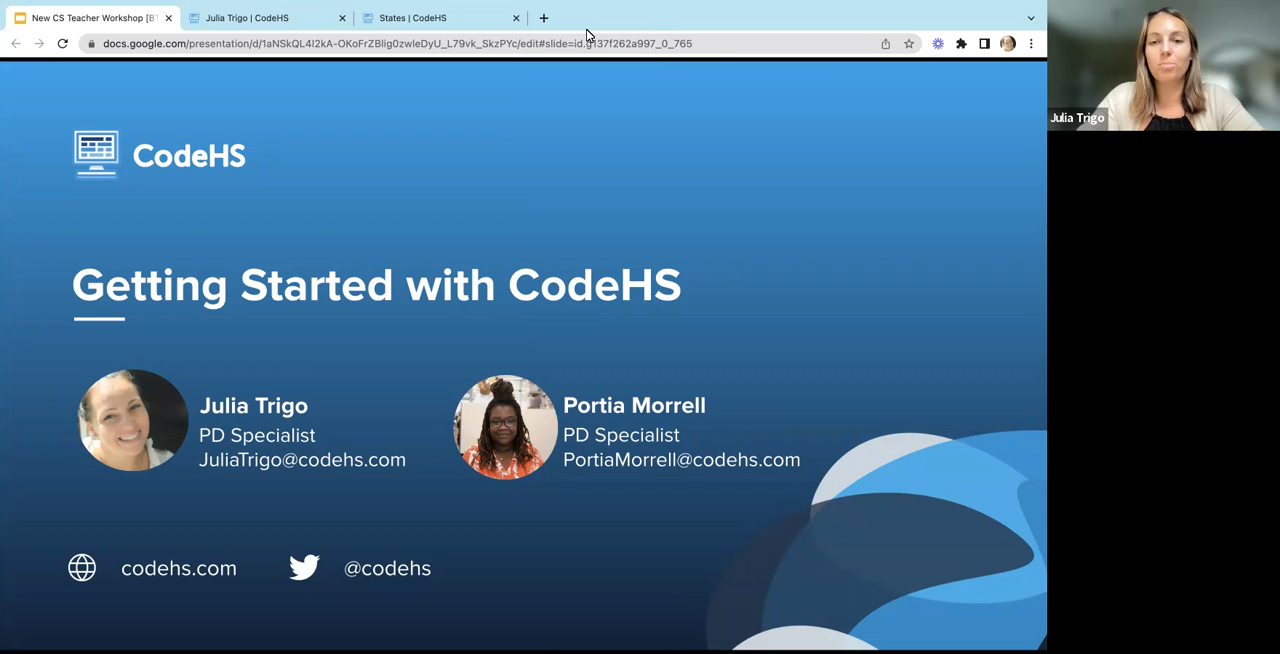 New CS Teacher Workshop [BT
Julia Trigo | CodeHS
States | CodeHS
docs.google.com/presentation/d/1aNSkQL4I2kA-OKoFrZBlig0zwleDyU_L79vk_SkzPYc/edit#slide=id.g137f262a997_0_765
Julia Trigo
CodeHS
Getting Started with CodeHS
Julia Trigo
PD Specialist
JuliaTrigo@codehs.com
Portia Morrell
PD Specialist
PortiaMorrell@codehs.com
codehs.com
@codehs